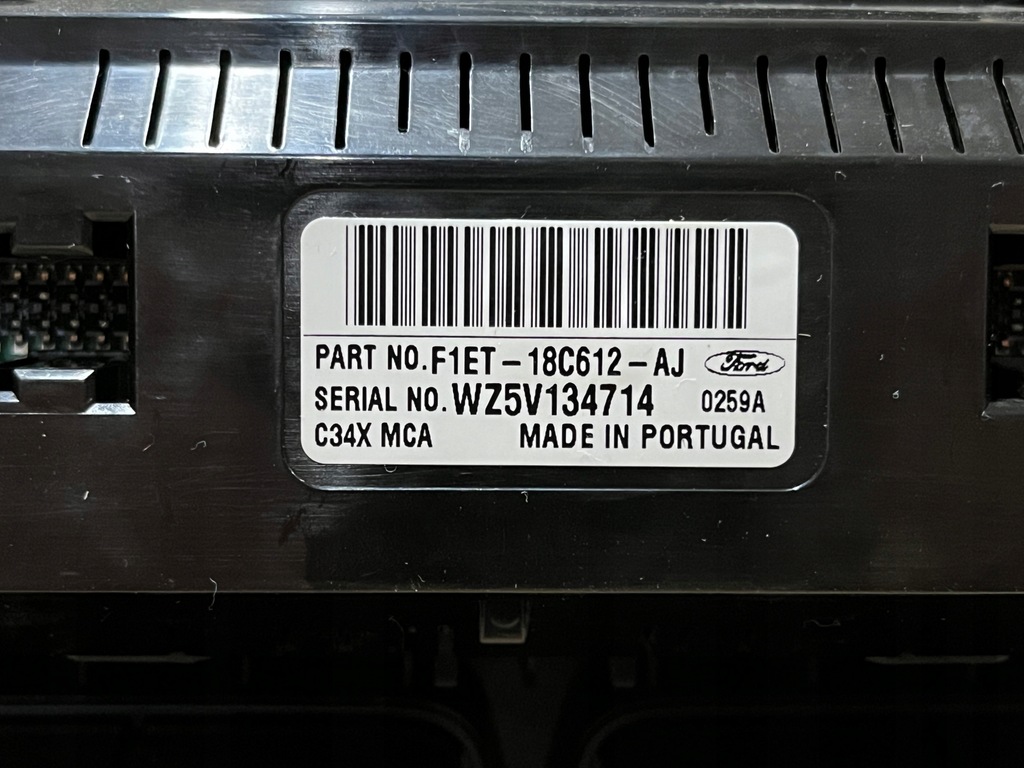 PART NO. F1ET-18C612-AJ Ford
SERIAL NO. WZ5V134714 0259A
C34X MCA MADE IN PORTUGAL